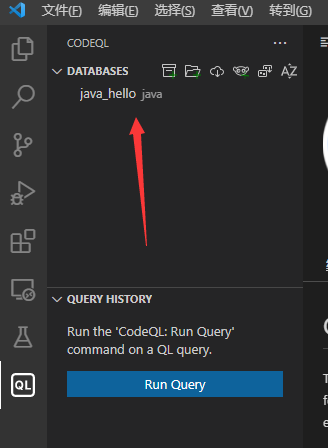 文件(F) 编辑(E) 选择(S) 查看(V) 转到(G)
CODEQL
DATABASES
java_hello java
QUERY HISTORY
Run the 'CodeQL: Run Query'
command on a QL query.
Run Query
QL